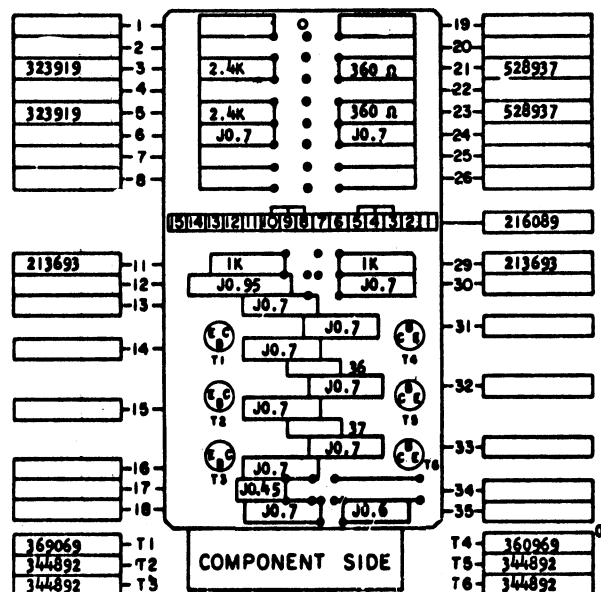 1 19
2 20
323919 3 2.4K 360 Ω 21 528937
4 22
323919 5 2.4K 360 Ω 23 528937
6 J0.7 J0.7 24
7 25
8 26
15 14 13 12 11 10 9 8 7 6 5 4 3 2 1 216089
213693 11 1K 1K 29 213693
12 J0.95 J0.7 30
13 J0.7
J0.7 31
E C B B C E
14 J0.7
T1 T4
36
J0.7 32
E C B B C E
15 J0.7
T2 T5
37
J0.7 33
E C B B C E
16 J0.7
T3 T6
17 J0.45 34
18 J0.7 J0.6 35
369069 T1 T4 360969
344892 T2 COMPONENT SIDE T5 344892
344892 T3 T6 344892